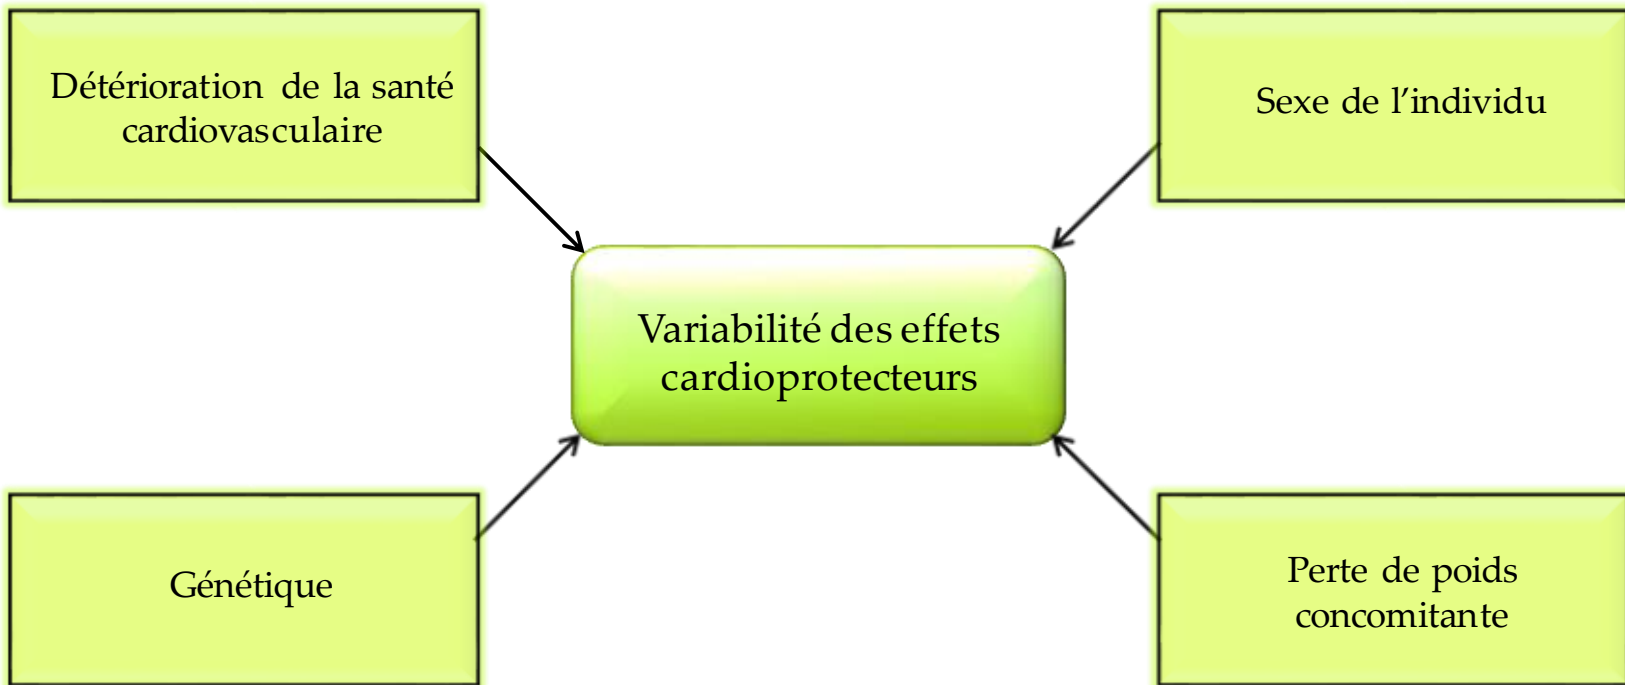 Détérioration de la santé
cardiovasculaire
Sexe de l’individu
Variabilité des effets
cardioprotecteurs
Génétique
Perte de poids
concomitante